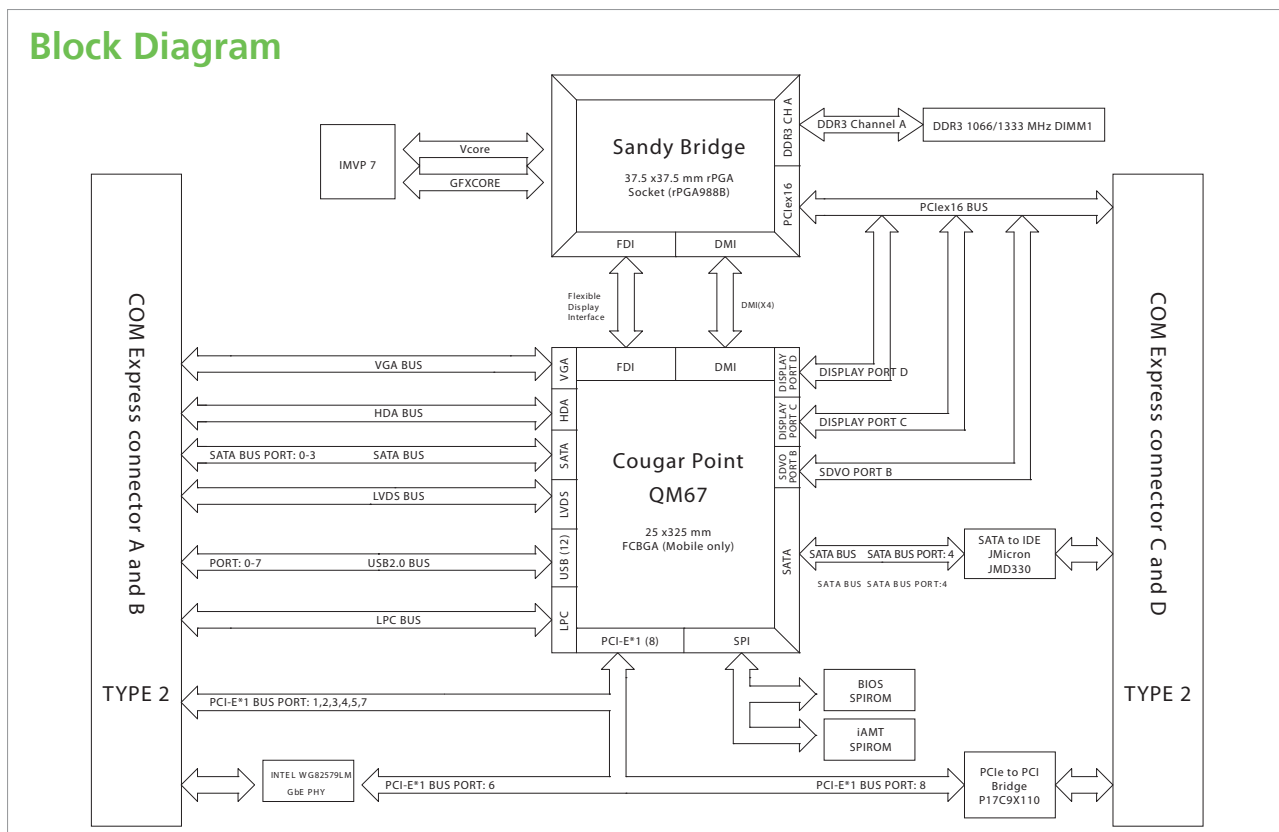 Block Diagram
IMVP 7
Vcore
GFXCORE
Sandy Bridge
37.5 x37.5 mm rPGA
Socket (rPGA988B)
DDR3 CH A
PCIex16
FDI
DMI
DDR3 Channel A
DDR3 1066/1333 MHz DIMM1
PCIex16 BUS
Flexible
Display
Interface
DMI(X4)
COM Express connector A and B
TYPE 2
VGA BUS
HDA BUS
SATA BUS PORT: 0-3
SATA BUS
LVDS BUS
PORT: 0-7
USB2.0 BUS
LPC BUS
VGA
HDA
SATA
LVDS
USB (12)
LPC
FDI
DMI
Cougar Point
QM67
25 x325 mm
FCBGA (Mobile only)
DISPLAY
PORT D
DISPLAY
PORT C
SDVO
PORT B
SATA
PCI-E*1 (8)
SPI
DISPLAY PORT D
DISPLAY PORT C
SDVO PORT B
SATA BUS
SATA BUS PORT: 4
SATA BUS SATA BUS PORT:4
SATA to IDE
JMicron
JMD330
COM Express connector C and D
TYPE 2
BIOS
SPIROM
iAMT
SPIROM
PCI-E*1 BUS PORT: 1,2,3,4,5,7
INTEL WG82579LM
GbE PHY
PCI-E*1 BUS PORT: 6
PCI-E*1 BUS PORT: 8
PCIe to PCI
Bridge
P17C9X110